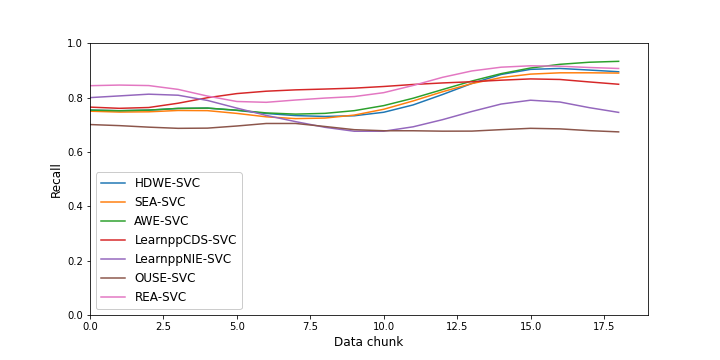 1.0
0.8
0.6
0.4
0.2
0.0
Recall
HDWE-SVC
SEA-SVC
AWE-SVC
LearnppCDS-SVC
LearnppNIE-SVC
OUSE-SVC
REA-SVC
0.0 2.5 5.0 7.5 10.0 12.5 15.0 17.5
Data chunk